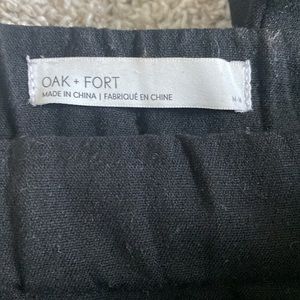 OAK + FORT
MADE IN CHINA | FABRIQUÉ EN CHINE